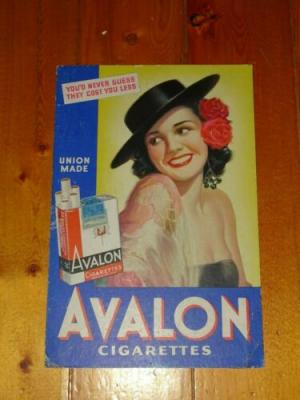 YOU'D NEVER GUESS
THEY COST YOU LESS
UNION
MADE
AVALON
CIGARETTES
AVALON
CIGARETTES